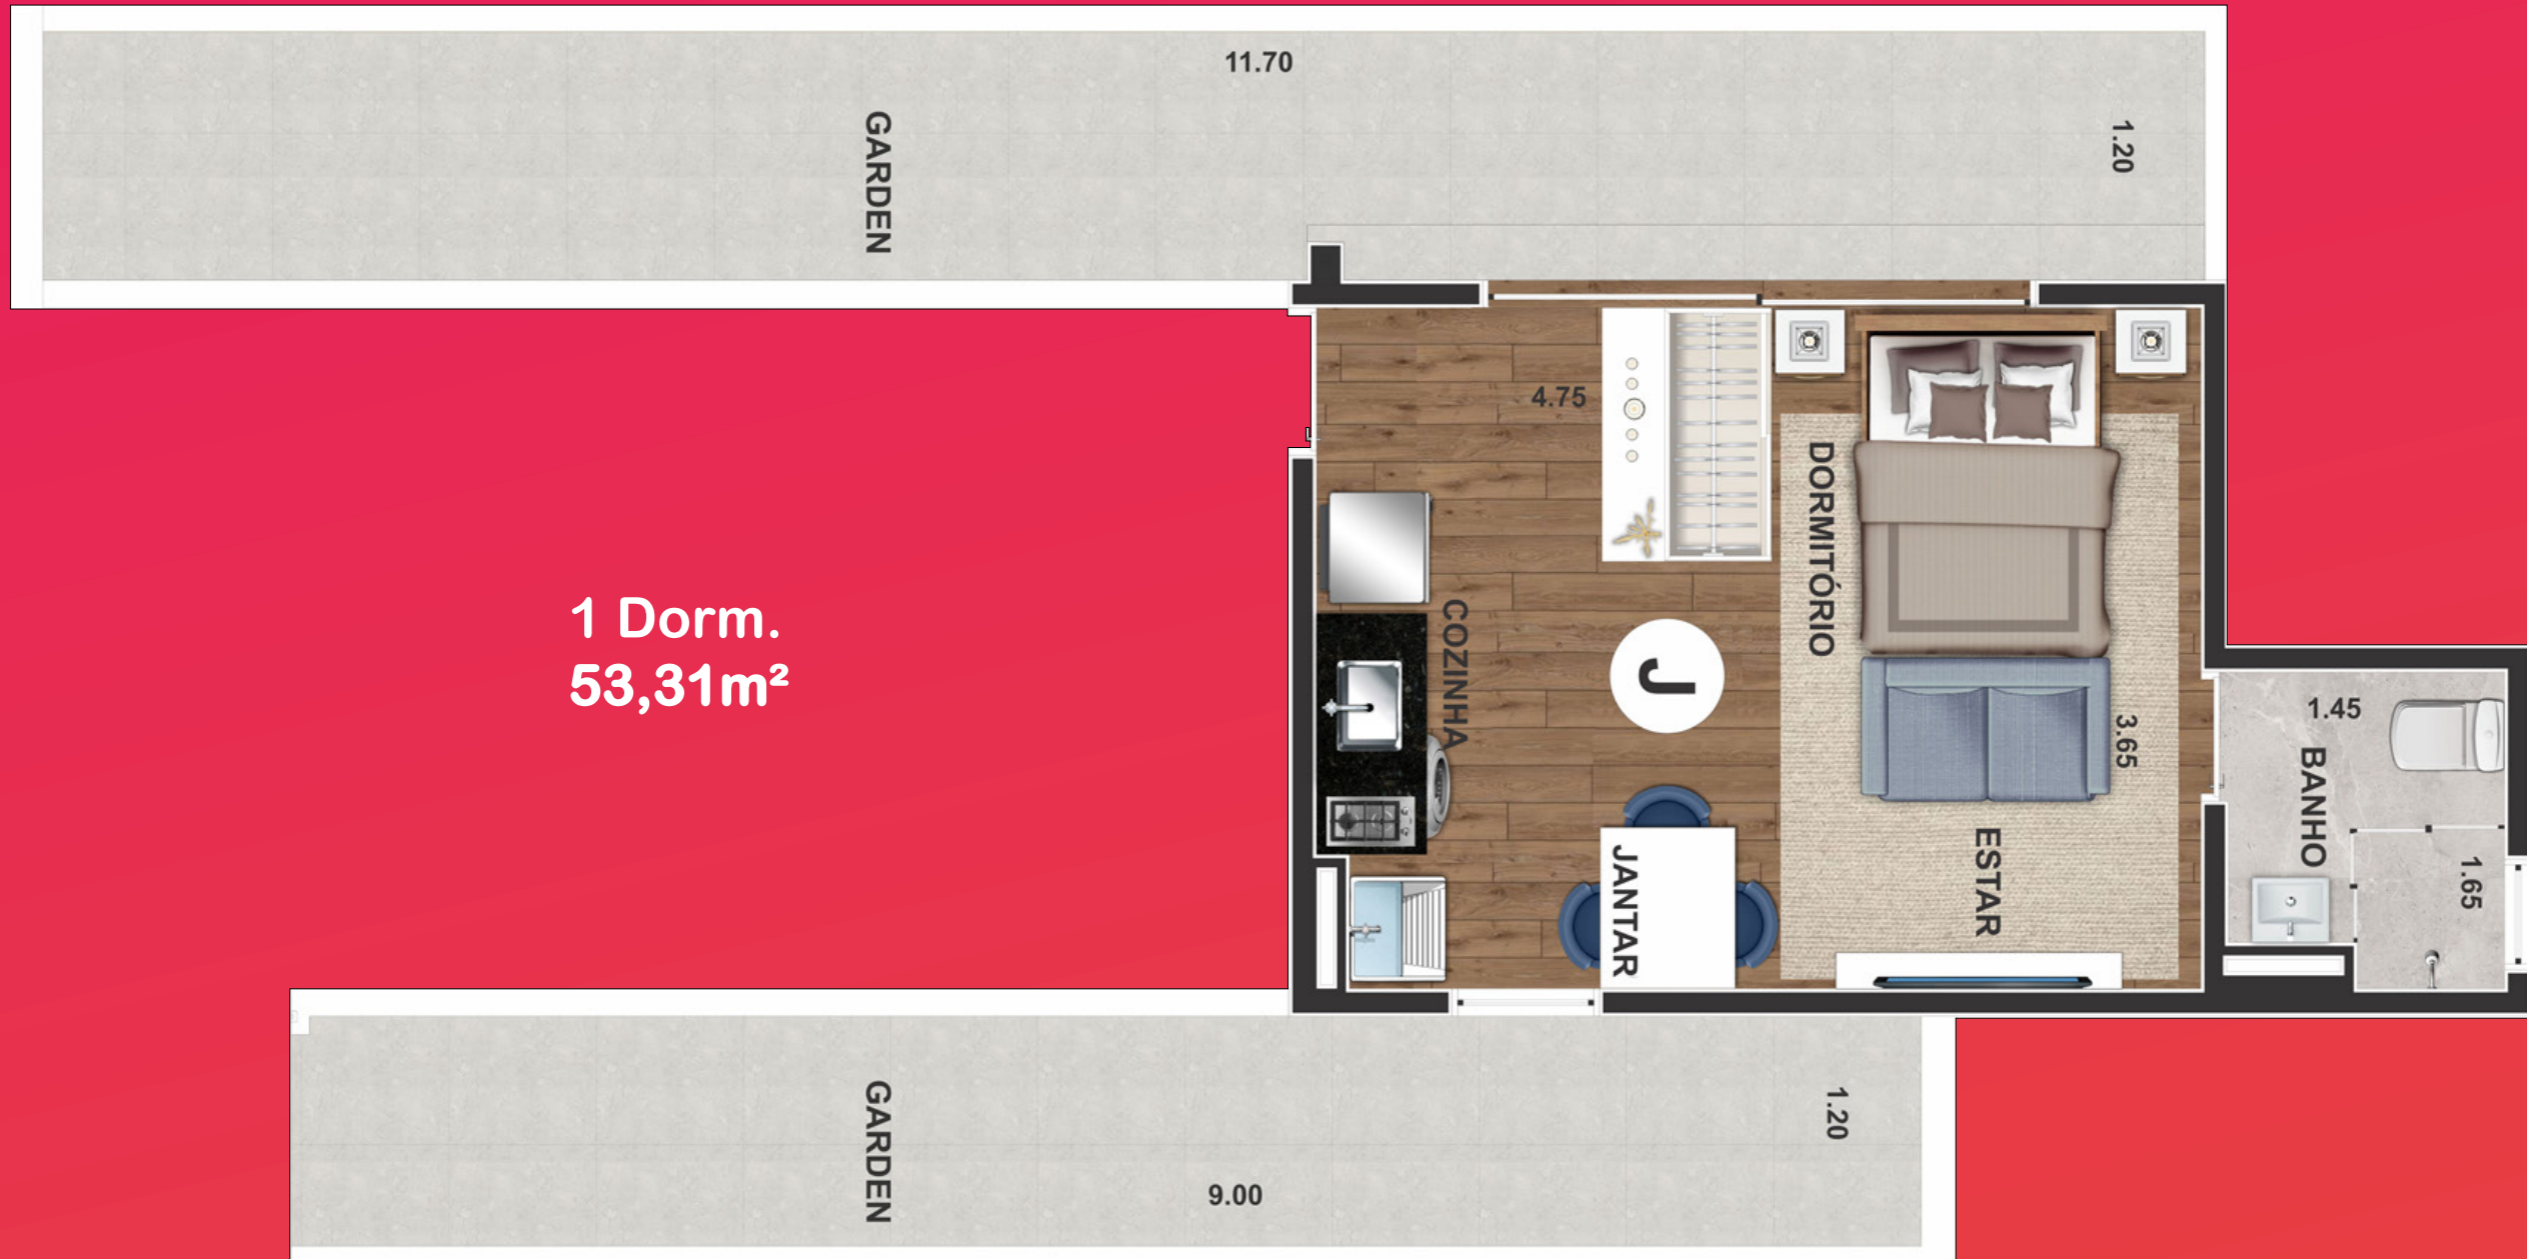 11.70
GARDEN
1.20
4.75
DORMITÓRIO
1 Dorm.
53,31m²
COZINHA
J
3.65
1.45
BANHO
JANTAR
ESTAR
1.65
GARDEN
1.20
9.00